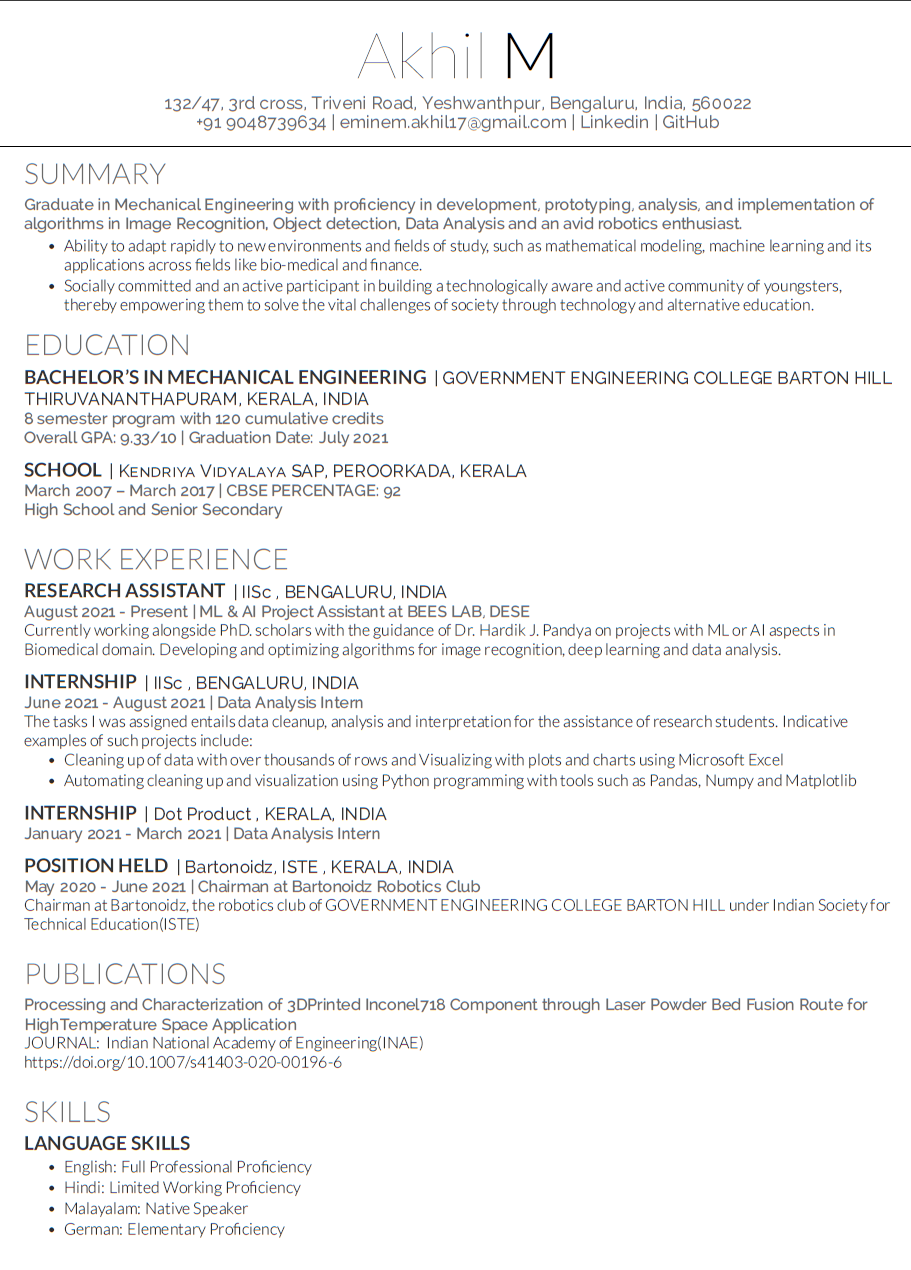 Akhil M
132/47, 3rd cross, Triveni Road, Yeshwanthpur, Bengaluru, India, 560022
+91 9048739634 | eminem.akhil17@gmail.com | Linkedin | GitHub
SUMMARY
Graduate in Mechanical Engineering with proficiency in development, prototyping, analysis, and implementation of
algorithms in Image Recognition, Object detection, Data Analysis and an avid robotics enthusiast.
• Ability to adapt rapidly to new environments and fields of study, such as mathematical modeling, machine learning and its
applications across fields like bio-medical and finance.
• Socially committed and an active participant in building a technologically aware and active community of youngsters,
thereby empowering them to solve the vital challenges of society through technology and alternative education.
EDUCATION
BACHELOR'S IN MECHANICAL ENGINEERING | GOVERNMENT ENGINEERING COLLEGE BARTON HILL
THIRUVANANTHAPURAM, KERALA, INDIA
8 semester program with 120 cumulative credits
Overall GPA: 9.33/10 | Graduation Date: July 2021
SCHOOL | KENDRIYA VIDYALAYA SAP, PEROORKADA, KERALA
March 2007 – March 2017 | CBSE PERCENTAGE: 92
High School and Senior Secondary
WORK EXPERIENCE
RESEARCH ASSISTANT | IISc , BENGALURU, INDIA
August 2021 - Present | ML & AI Project Assistant at BEES LAB, DESE
Currently working alongside PhD. scholars with the guidance of Dr. Hardik J. Pandya on projects with ML or AI aspects in
Biomedical domain. Developing and optimizing algorithms for image recognition, deep learning and data analysis.
INTERNSHIP | IISc , BENGALURU, INDIA
June 2021 - August 2021 | Data Analysis Intern
The tasks I was assigned entails data cleanup, analysis and interpretation for the assistance of research students. Indicative
examples of such projects include:
• Cleaning up of data with over thousands of rows and Visualizing with plots and charts using Microsoft Excel
• Automating cleaning up and visualization using Python programming with tools such as Pandas, Numpy and Matplotlib
INTERNSHIP | Dot Product , KERALA, INDIA
January 2021 - March 2021 | Data Analysis Intern
POSITION HELD | Bartonoidz, ISTE , KERALA, INDIA
May 2020 - June 2021 | Chairman at Bartonoidz Robotics Club
Chairman at Bartonoidz, the robotics club of GOVERNMENT ENGINEERING COLLEGE BARTON HILL under Indian Society for
Technical Education(ISTE)
PUBLICATIONS
Processing and Characterization of 3DPrinted Inconel718 Component through Laser Powder Bed Fusion Route for
HighTemperature Space Application
JOURNAL: Indian National Academy of Engineering(INAE)
https://doi.org/10.1007/s41403-020-00196-6
SKILLS
LANGUAGE SKILLS
• English: Full Professional Proficiency
• Hindi: Limited Working Proficiency
• Malayalam: Native Speaker
• German: Elementary Proficiency